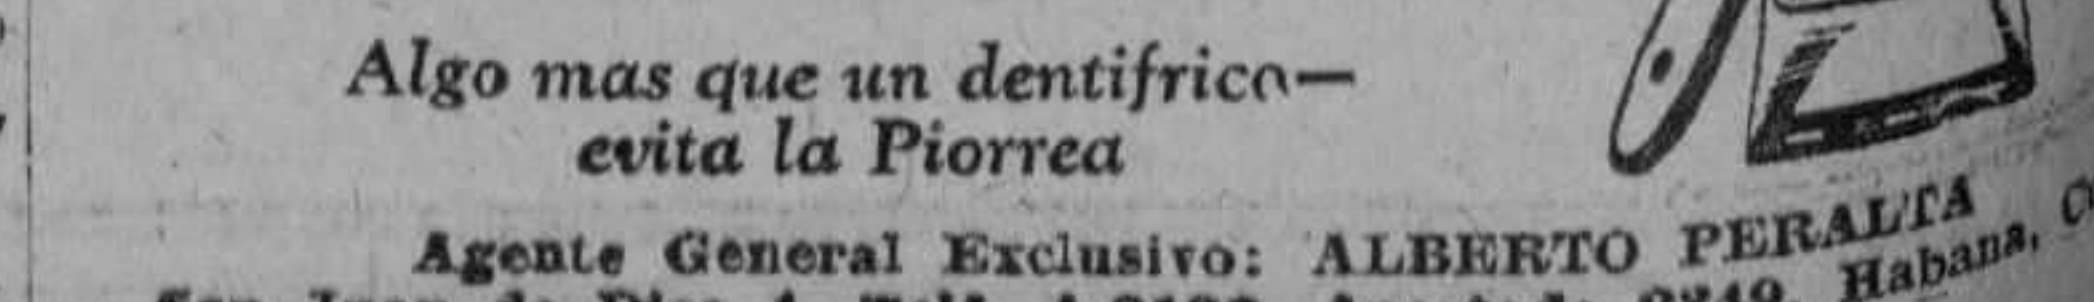 Algo mas que un dentifrico—
evita la Piorrea
Agente General Exclusivo: ALBERTO PERALTA
Habana,